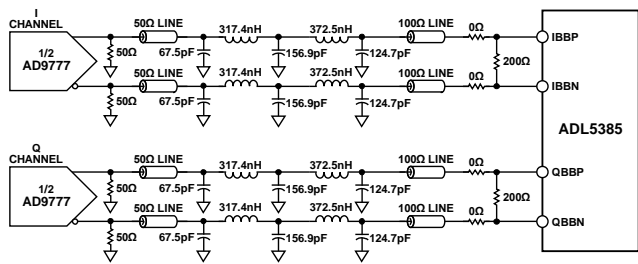 I
CHANNEL
1/2
AD9777
50Ω
50Ω LINE
67.5pF
317.4nH
156.9pF
372.5nH
124.7pF
100Ω LINE
0Ω
IBBP
50Ω
50Ω LINE
67.5pF
317.4nH
156.9pF
372.5nH
124.7pF
100Ω LINE
0Ω
200Ω
IBBN
ADL5385
Q
CHANNEL
1/2
AD9777
50Ω
50Ω LINE
67.5pF
317.4nH
156.9pF
372.5nH
124.7pF
100Ω LINE
0Ω
QBBP
50Ω
50Ω LINE
67.5pF
317.4nH
156.9pF
372.5nH
124.7pF
100Ω LINE
0Ω
200Ω
QBBN